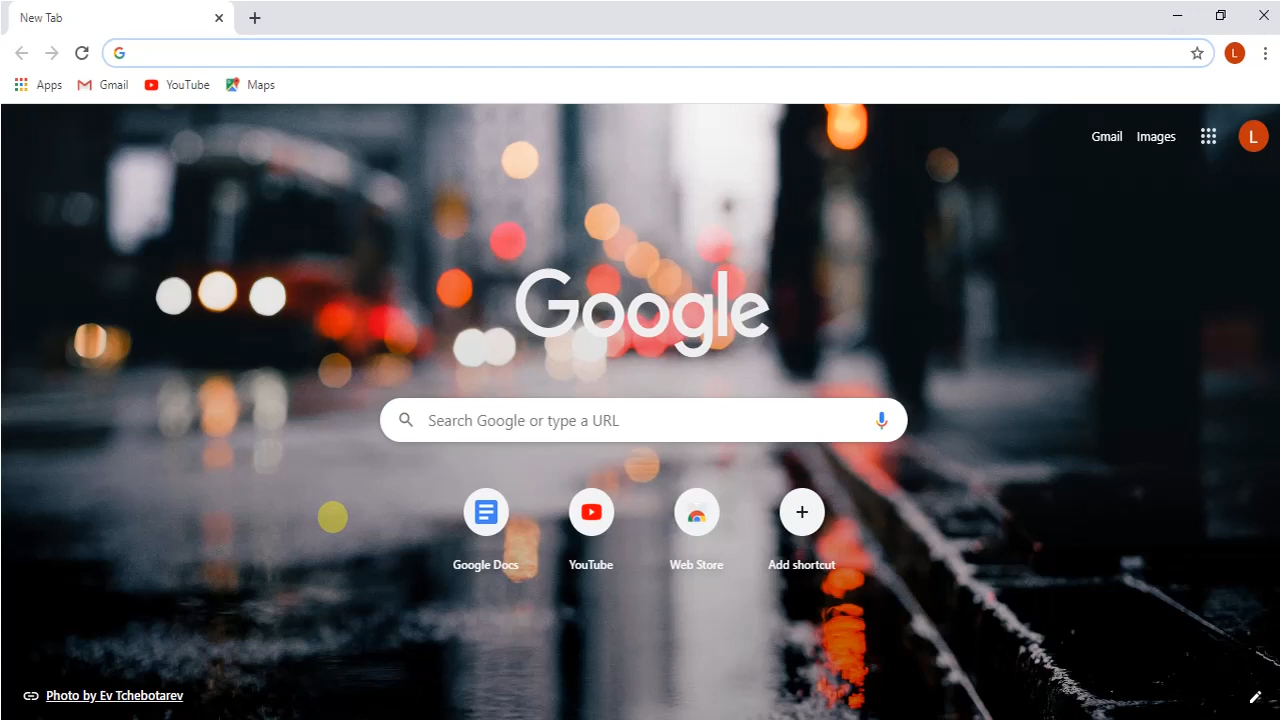 New Tab
Apps Gmail YouTube Maps
Gmail Images L
L
Google
Search Google or type a URL
Google Docs YouTube Web Store Add shortcut
Photo by Ev Tchebotarev